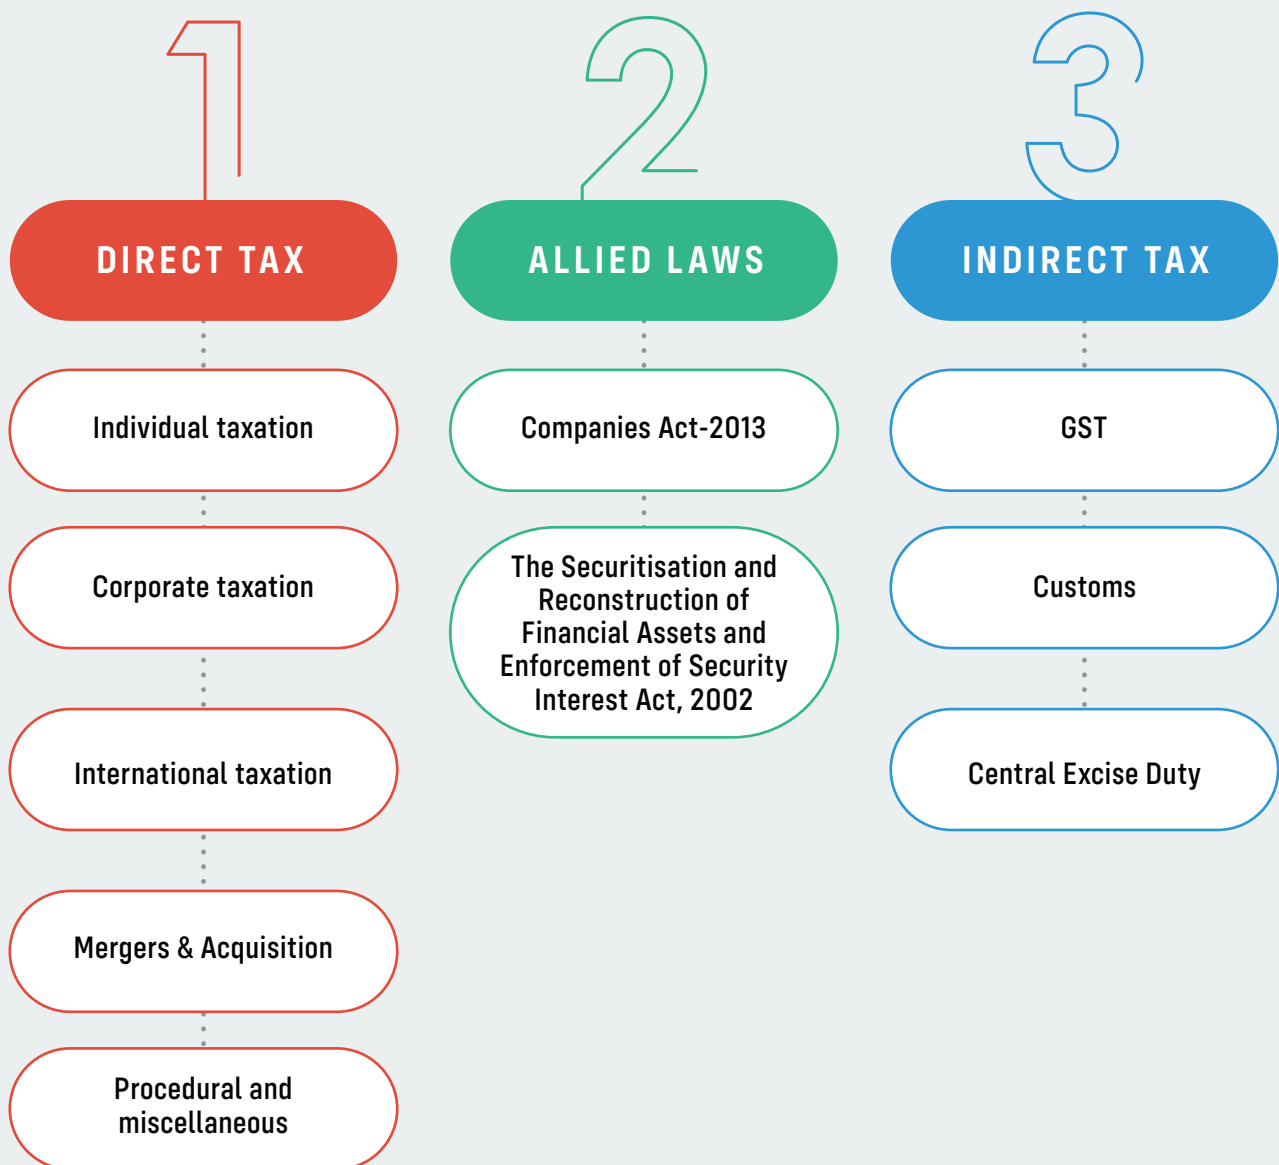 1
DIRECT TAX
Individual taxation
Corporate taxation
International taxation
Mergers & Acquisition
Procedural and
miscellaneous
2
ALLIED LAWS
Companies Act-2013
The Securitisation and
Reconstruction of
Financial Assets and
Enforcement of Security
Interest Act, 2002
3
INDIRECT TAX
GST
Customs
Central Excise Duty